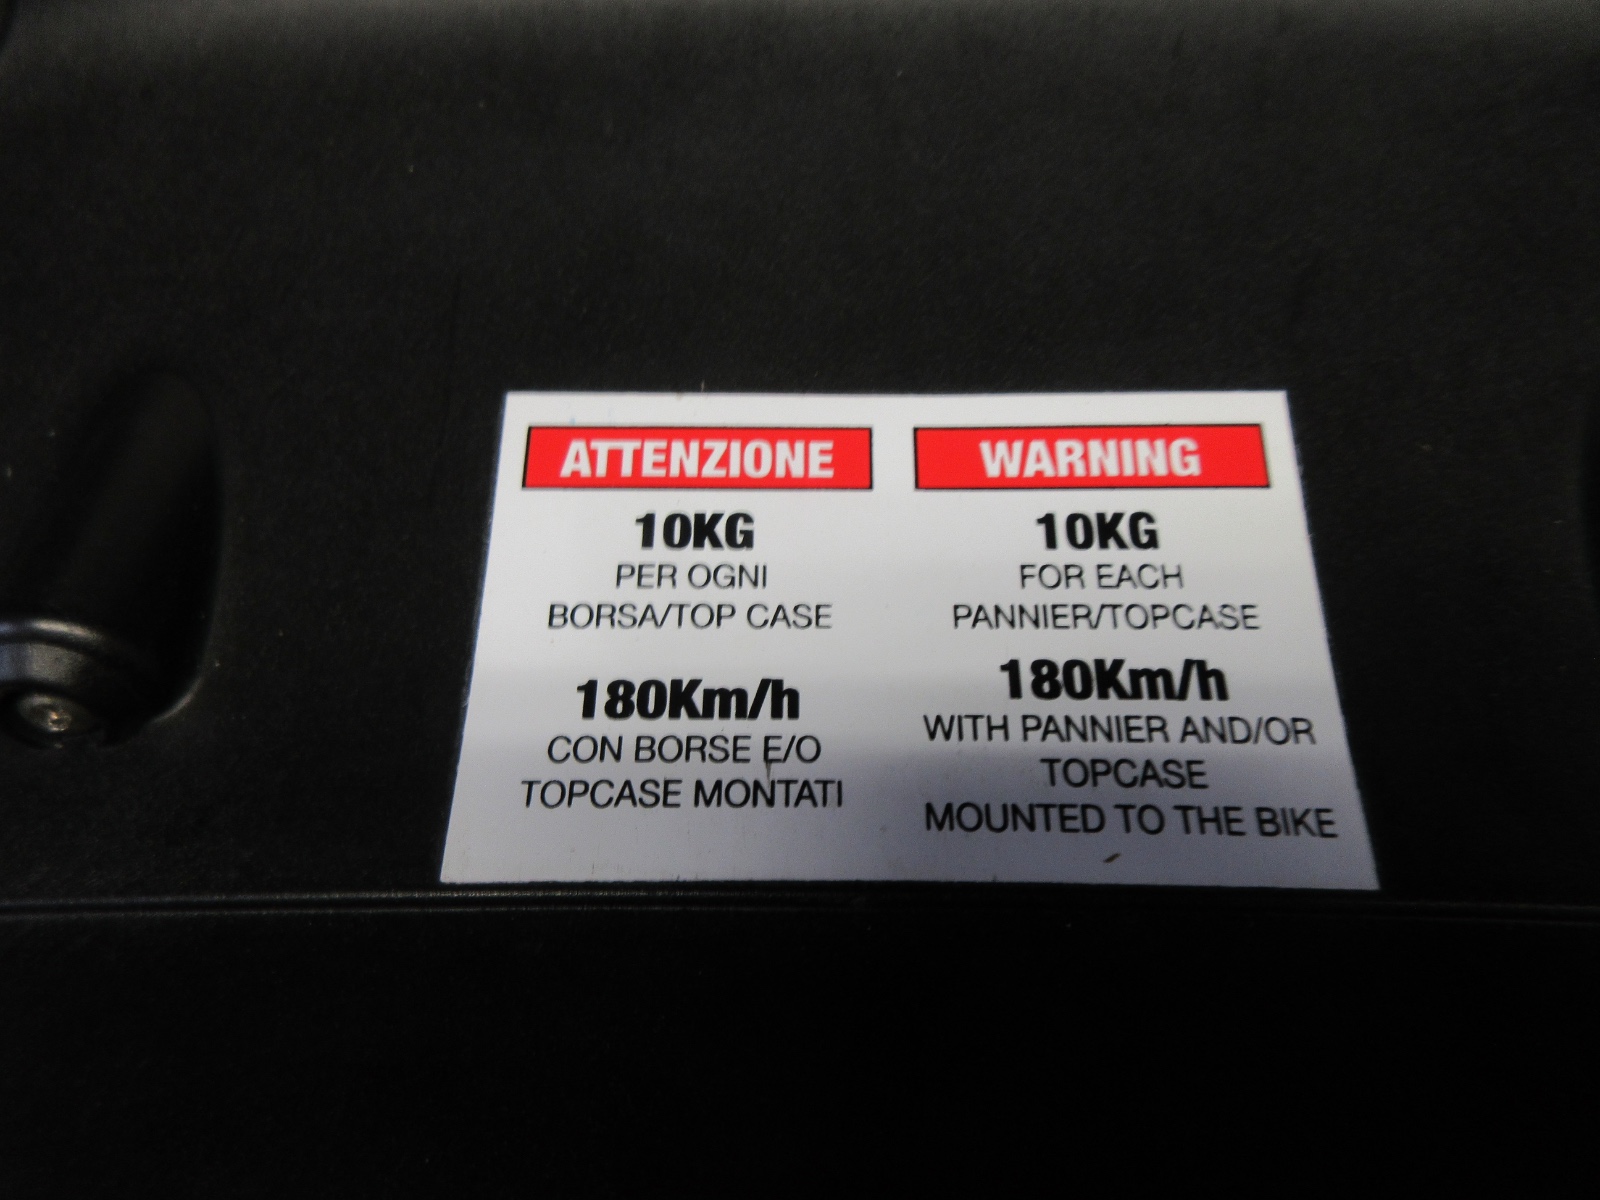 ATTENZIONE
10KG
PER OGNI
BORSA/TOP CASE
180Km/h
CON BORSE E/O
TOPCASE MONTATI
WARNING
10KG
FOR EACH
PANNIER/TOPCASE
180Km/h
WITH PANNIER AND/OR
TOPCASE
MOUNTED TO THE BIKE